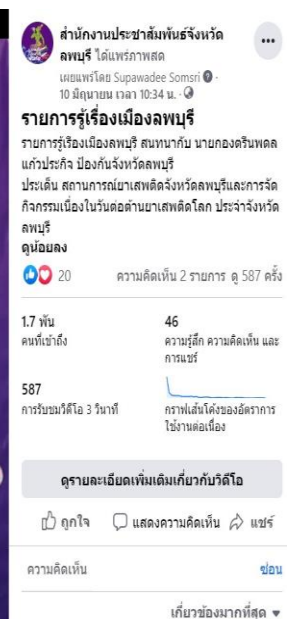 สำนักงานประชาสัมพันธ์จังหวัด
ลพบุรี ได้แพร่ภาพสด
เผยแพร่โดย Supawadee Somsri ·
10 มิถุนายน เวลา 10:34 น. ·
รายการรู้เรื่องเมืองลพบุรี
รายการรู้เรื่องเมืองลพบุรี สนทนากับ นายกองตรีนพดล
แก้วประกิจ ป้องกันจังหวัดลพบุรี
ประเด็น สถานการณ์ยาเสพติดจังหวัดลพบุรีและการจัด
กิจกรรมเนื่องในวันต่อต้านยาเสพติดโลก ประจำจังหวัด
ลพบุรี
ดูน้อยลง
20 ความคิดเห็น 2 รายการ ดู 587 ครั้ง
1.7 พัน
คนที่เข้าถึง
46
ความรู้สึก ความคิดเห็น และ
การแชร์
587
การรับชมวิดีโอ 3 วินาที
กราฟเส้นโค้งของอัตราการ
ใช้งานต่อเนื่อง
ดูรายละเอียดเพิ่มเติมเกี่ยวกับวิดีโอ
ถูกใจ แสดงความคิดเห็น แชร์
ความคิดเห็น ซ่อน
เกี่ยวข้องมากที่สุด